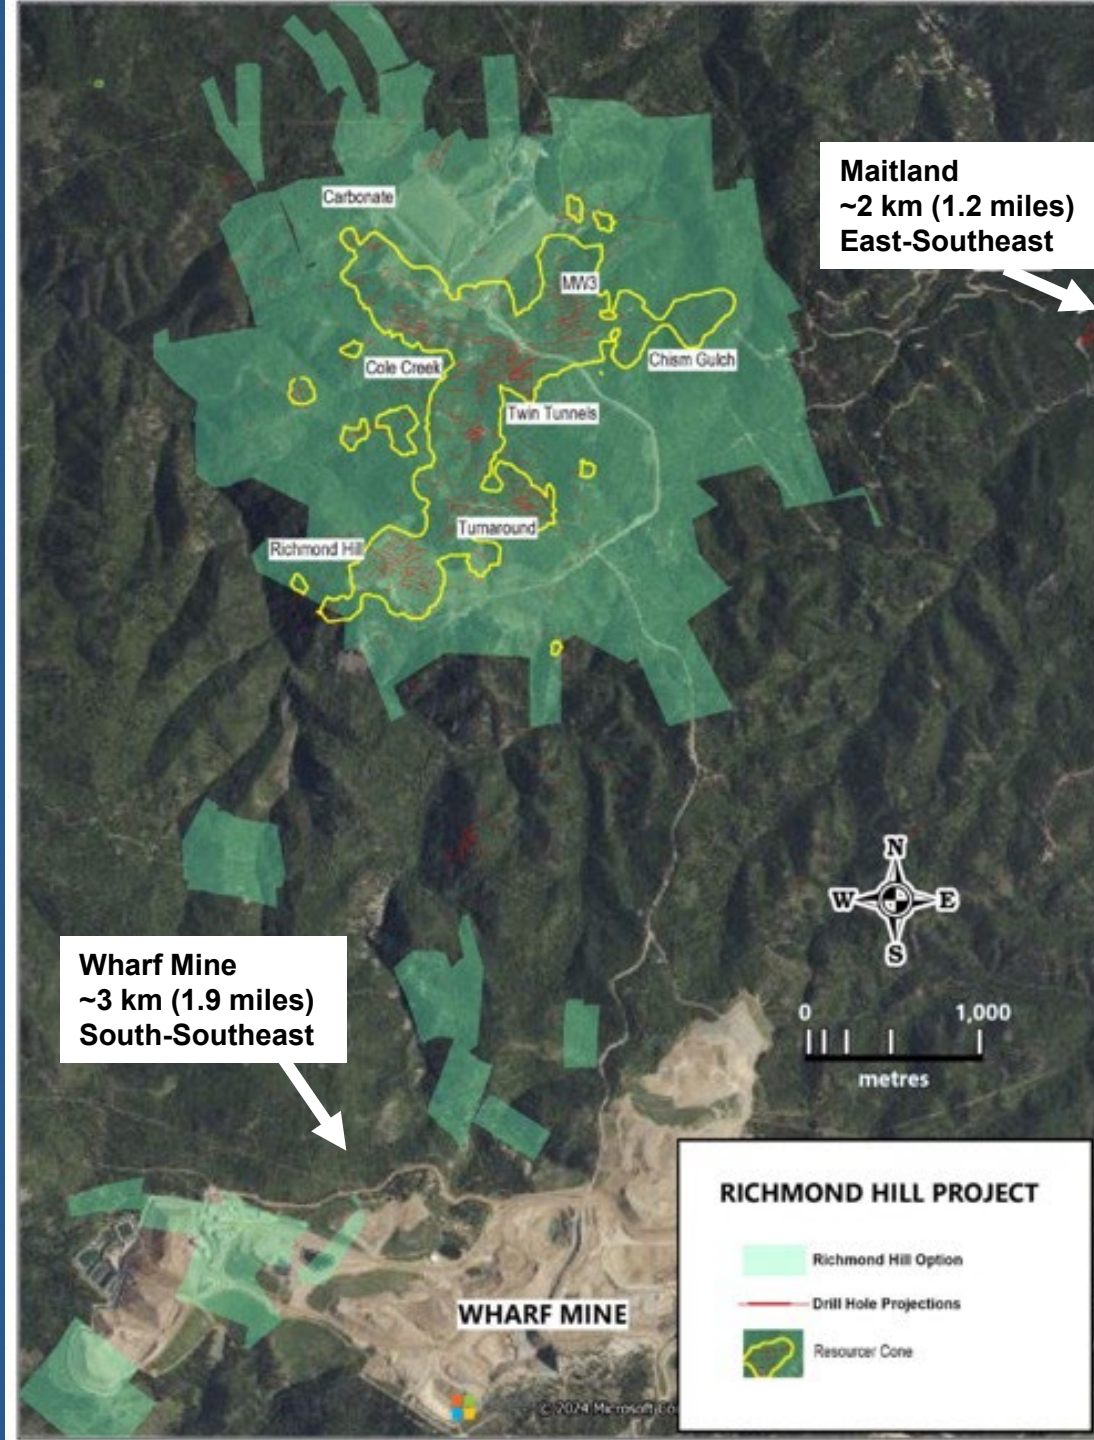 Carbonate
Maitland
~2 km (1.2 miles)
East-Southeast
MW3
Cole Creek
Chism Gulch
Twin Tunnels
Turnaround
Richmond Hill
N
W
E
S
Wharf Mine
~3 km (1.9 miles)
South-Southeast
0 1,000
metres
RICHMOND HILL PROJECT
Richmond Hill Option
Drill Hole Projections
Resourcer Cone
WHARF MINE
© 2024 Microsoft